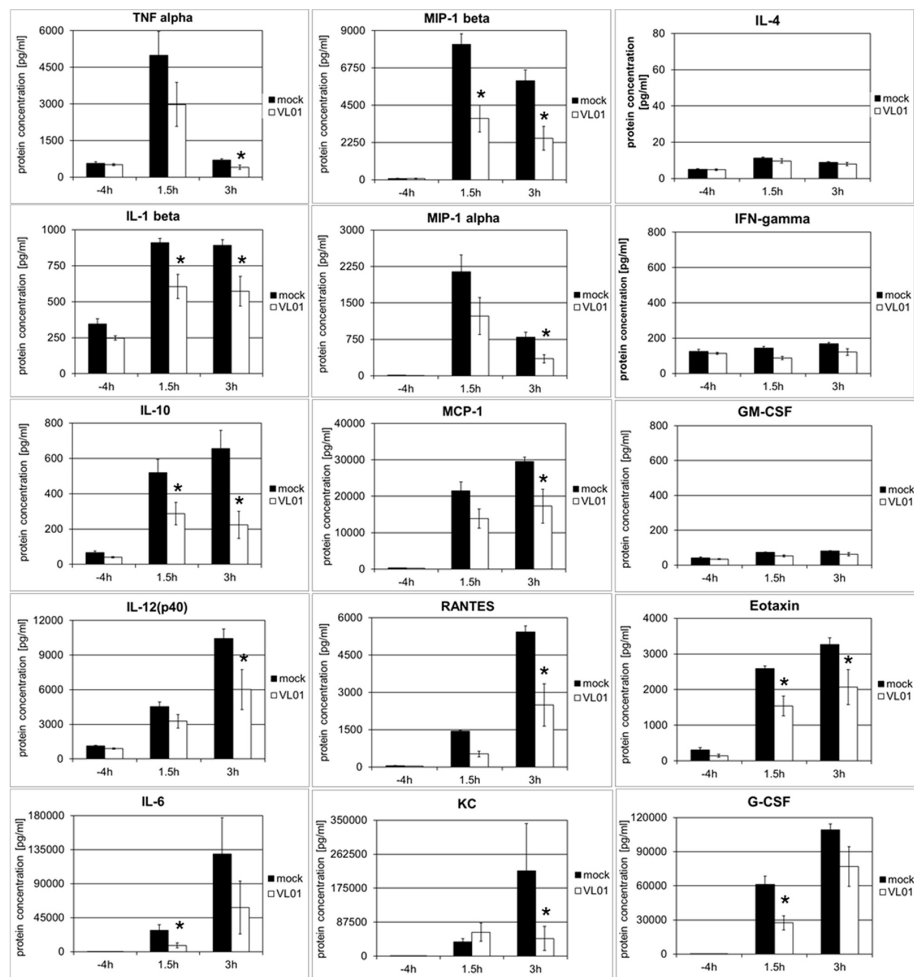 TNF alpha
protein concentration [pg/ml]
6000
4500
3000
1500
0
*
-4h 1.5h 3h
mock
VL01
MIP-1 beta
protein concentration [pg/ml]
9000
6750
4500
2250
0
* *
-4h 1.5h 3h
mock
VL01
IL-4
protein concentration
[pg/ml]
80
60
40
20
0
-4h 1.5h 3h
mock
VL01
IL-1 beta
protein concentration [pg/ml]
1000
750
500
250
0
* *
-4h 1.5h 3h
mock
VL01
MIP-1 alpha
protein concentration [pg/ml]
3000
2250
1500
750
0
*
-4h 1.5h 3h
mock
VL01
IFN-gamma
protein concentration [pg/ml]
800
600
400
200
0
-4h 1.5h 3h
mock
VL01
IL-10
protein concentration [pg/ml]
800
600
400
200
0
* *
-4h 1.5h 3h
mock
VL01
MCP-1
protein concentration [pg/ml]
40000
30000
20000
10000
0
*
-4h 1.5h 3h
mock
VL01
GM-CSF
protein concentration [pg/ml]
800
600
400
200
0
-4h 1.5h 3h
mock
VL01
IL-12(p40)
protein concentration [pg/ml]
12000
9000
6000
3000
0
*
-4h 1.5h 3h
mock
VL01
RANTES
protein concentration [pg/ml]
6000
4500
3000
1500
0
*
-4h 1.5h 3h
mock
VL01
Eotaxin
protein concentration [pg/ml]
4000
3000
2000
1000
0
* *
-4h 1.5h 3h
mock
VL01
IL-6
protein concentration [pg/ml]
180000
135000
90000
45000
0
*
-4h 1.5h 3h
mock
VL01
KC
protein concentration [pg/ml]
350000
262500
175000
87500
0
*
-4h 1.5h 3h
mock
VL01
G-CSF
protein concentration [pg/ml]
120000
90000
60000
30000
0
*
-4h 1.5h 3h
mock
VL01